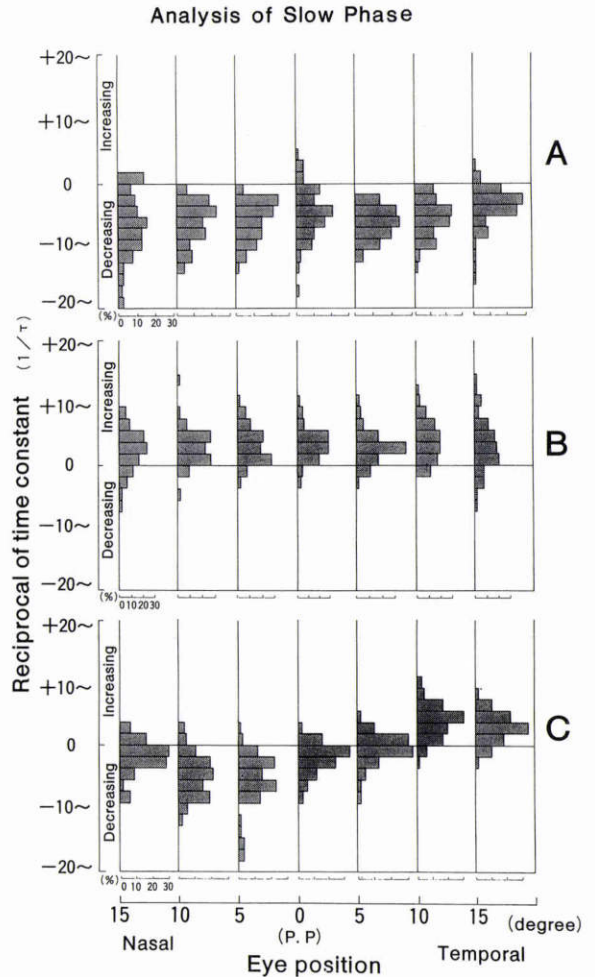 Analysis of Slow Phase
Reciprocal of time constant (1/τ)
+20~
+10~
0
−10~
−20~
Increasing
Decreasing
A
(%) 0 10 20 30
+20~
+10~
0
−10~
−20~
Increasing
Decreasing
B
(%) 0 10 20 30
+20~
+10~
0
−10~
−20~
Increasing
Decreasing
C
(%) 0 10 20 30
15 10 5 0 5 10 15 (degree)
Nasal (P.P) Temporal
Eye position